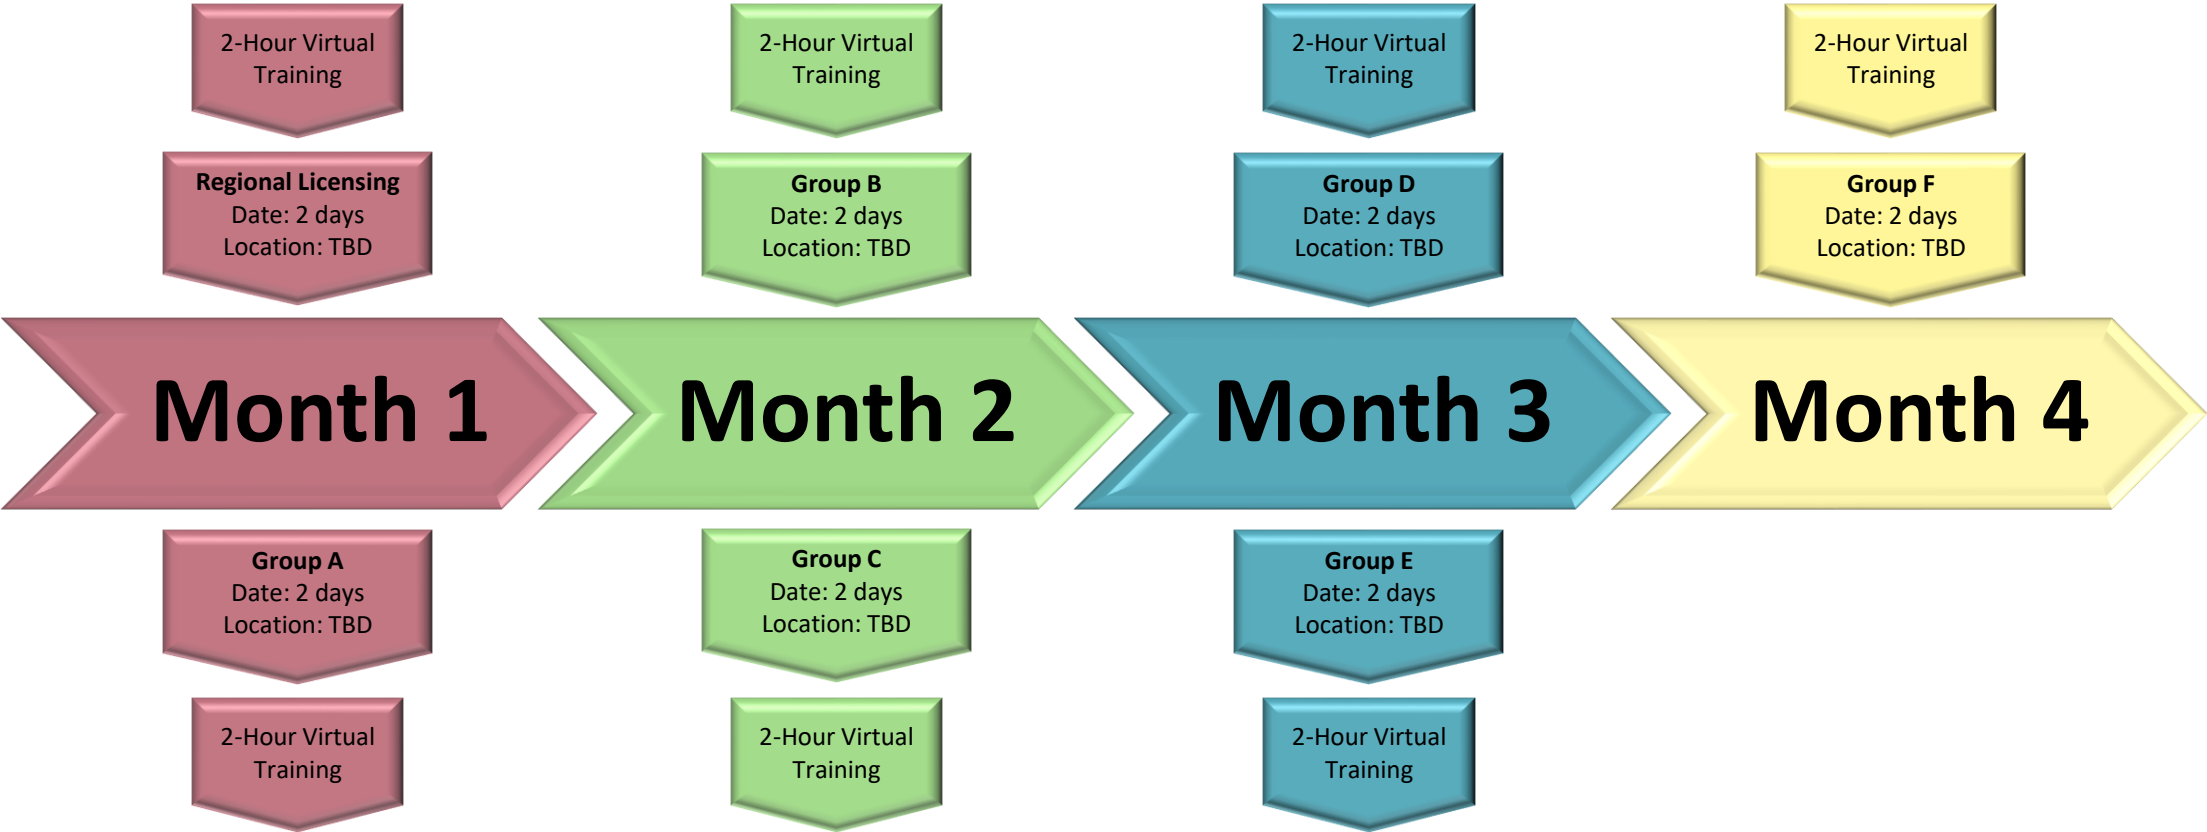 2-Hour Virtual
Training
2-Hour Virtual
Training
2-Hour Virtual
Training
2-Hour Virtual
Training
Regional Licensing
Date: 2 days
Location: TBD
Group B
Date: 2 days
Location: TBD
Group D
Date: 2 days
Location: TBD
Group F
Date: 2 days
Location: TBD
Month 1
Month 2
Month 3
Month 4
Group A
Date: 2 days
Location: TBD
Group C
Date: 2 days
Location: TBD
Group E
Date: 2 days
Location: TBD
2-Hour Virtual
Training
2-Hour Virtual
Training
2-Hour Virtual
Training